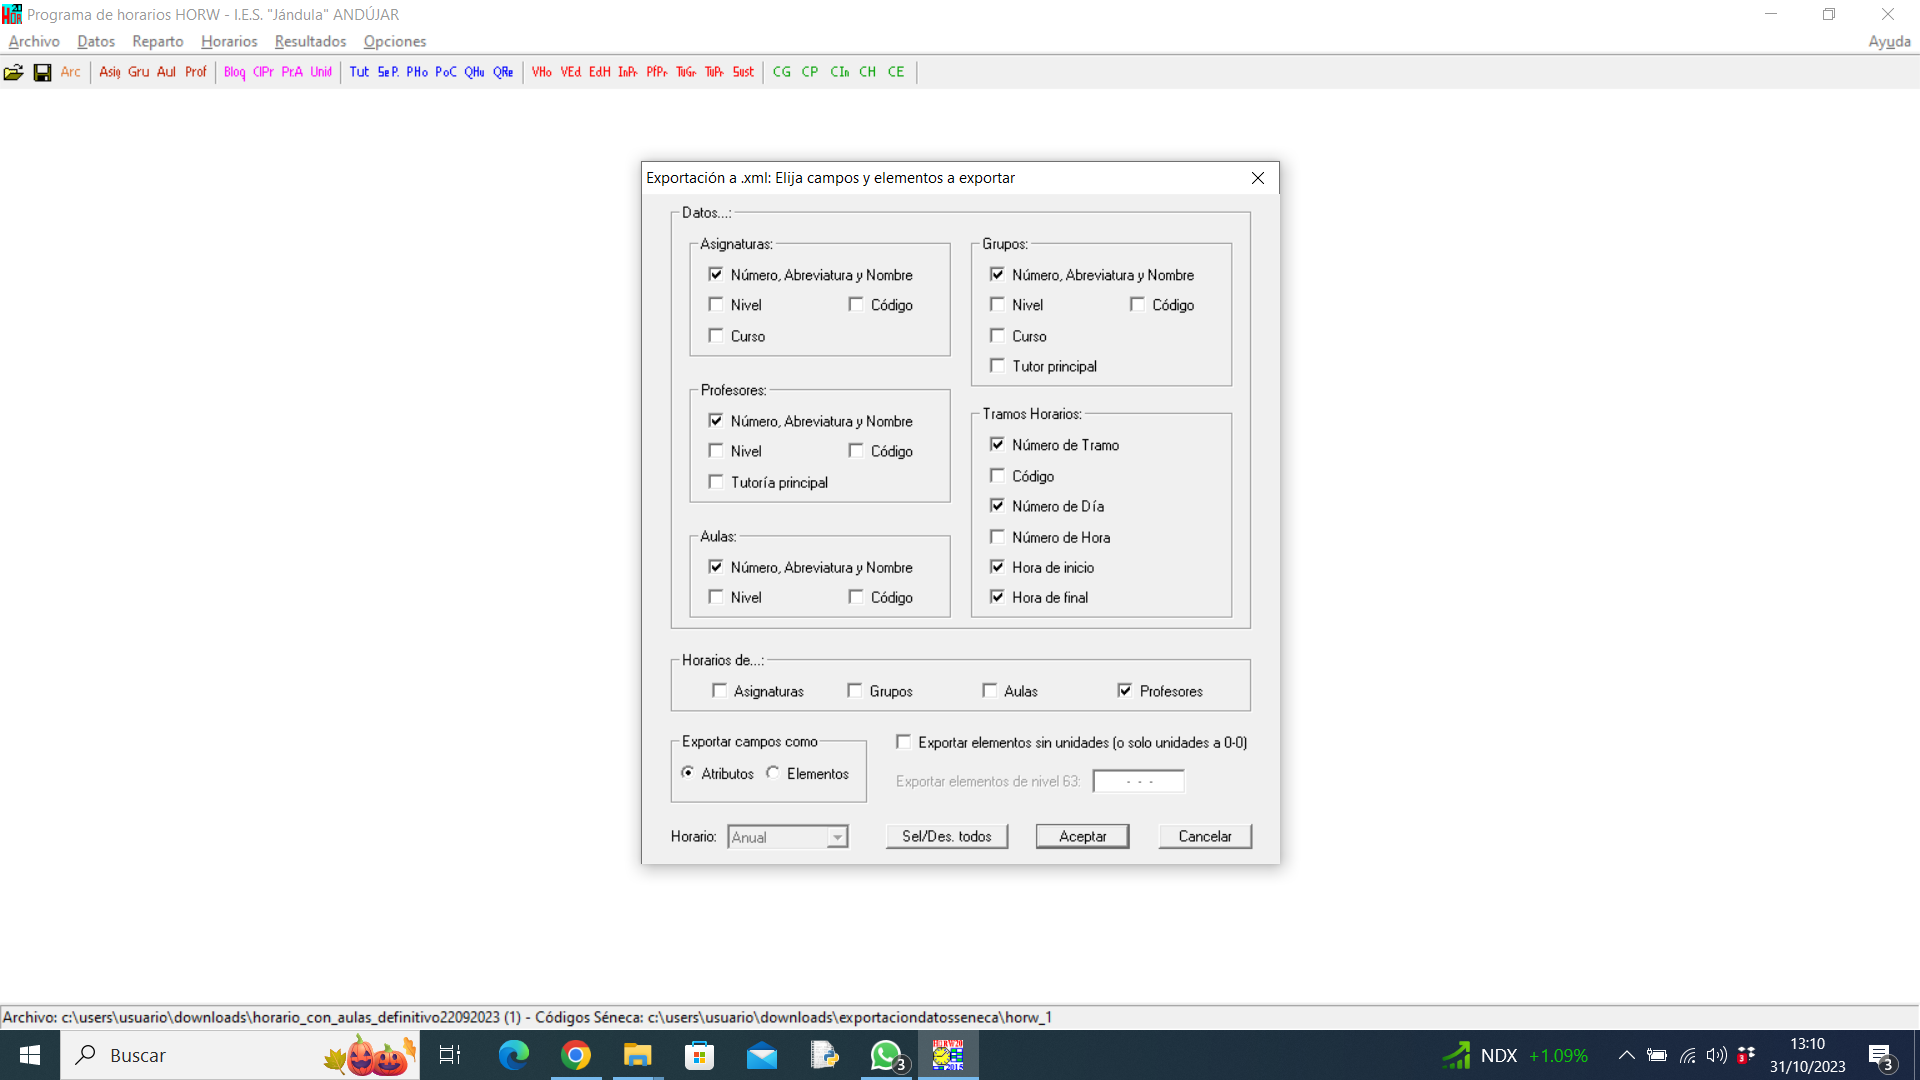 Programa de horarios HORW - I.E.S. "Jándula" ANDÚJAR
Archivo Datos Reparto Horarios Resultados Opciones Ayuda
Arc Asig Gru Aul Prof Bloq ClPr PrA Unid Tut SeP. PHo PoC QHu QRe VHo VEd EdH InPr PfPr TuGr TuPr Sust CG CP CIn CH CE
Exportación a .xml: Elija campos y elementos a exportar
Datos...:
Asignaturas:
Número, Abreviatura y Nombre
Nivel Código
Curso
Grupos:
Número, Abreviatura y Nombre
Nivel Código
Curso
Tutor principal
Profesores:
Número, Abreviatura y Nombre
Nivel Código
Tutoría principal
Tramos Horarios:
Número de Tramo
Código
Número de Día
Número de Hora
Hora de inicio
Hora de final
Aulas:
Número, Abreviatura y Nombre
Nivel Código
Horarios de...:
Asignaturas Grupos Aulas Profesores
Exportar campos como
Atributos Elementos
Exportar elementos sin unidades (o solo unidades a 0-0)
Exportar elementos de nivel 63: - - -
Horario: Anual Sel/Des. todos Aceptar Cancelar
Archivo: c:\users\usuario\downloads\horario_con_aulas_definitivo22092023 (1) - Códigos Séneca: c:\users\usuario\downloads\exportaciondatosseneca\horw_1
Buscar
3
NDX +1.09%
3
13:10
31/10/2023
3